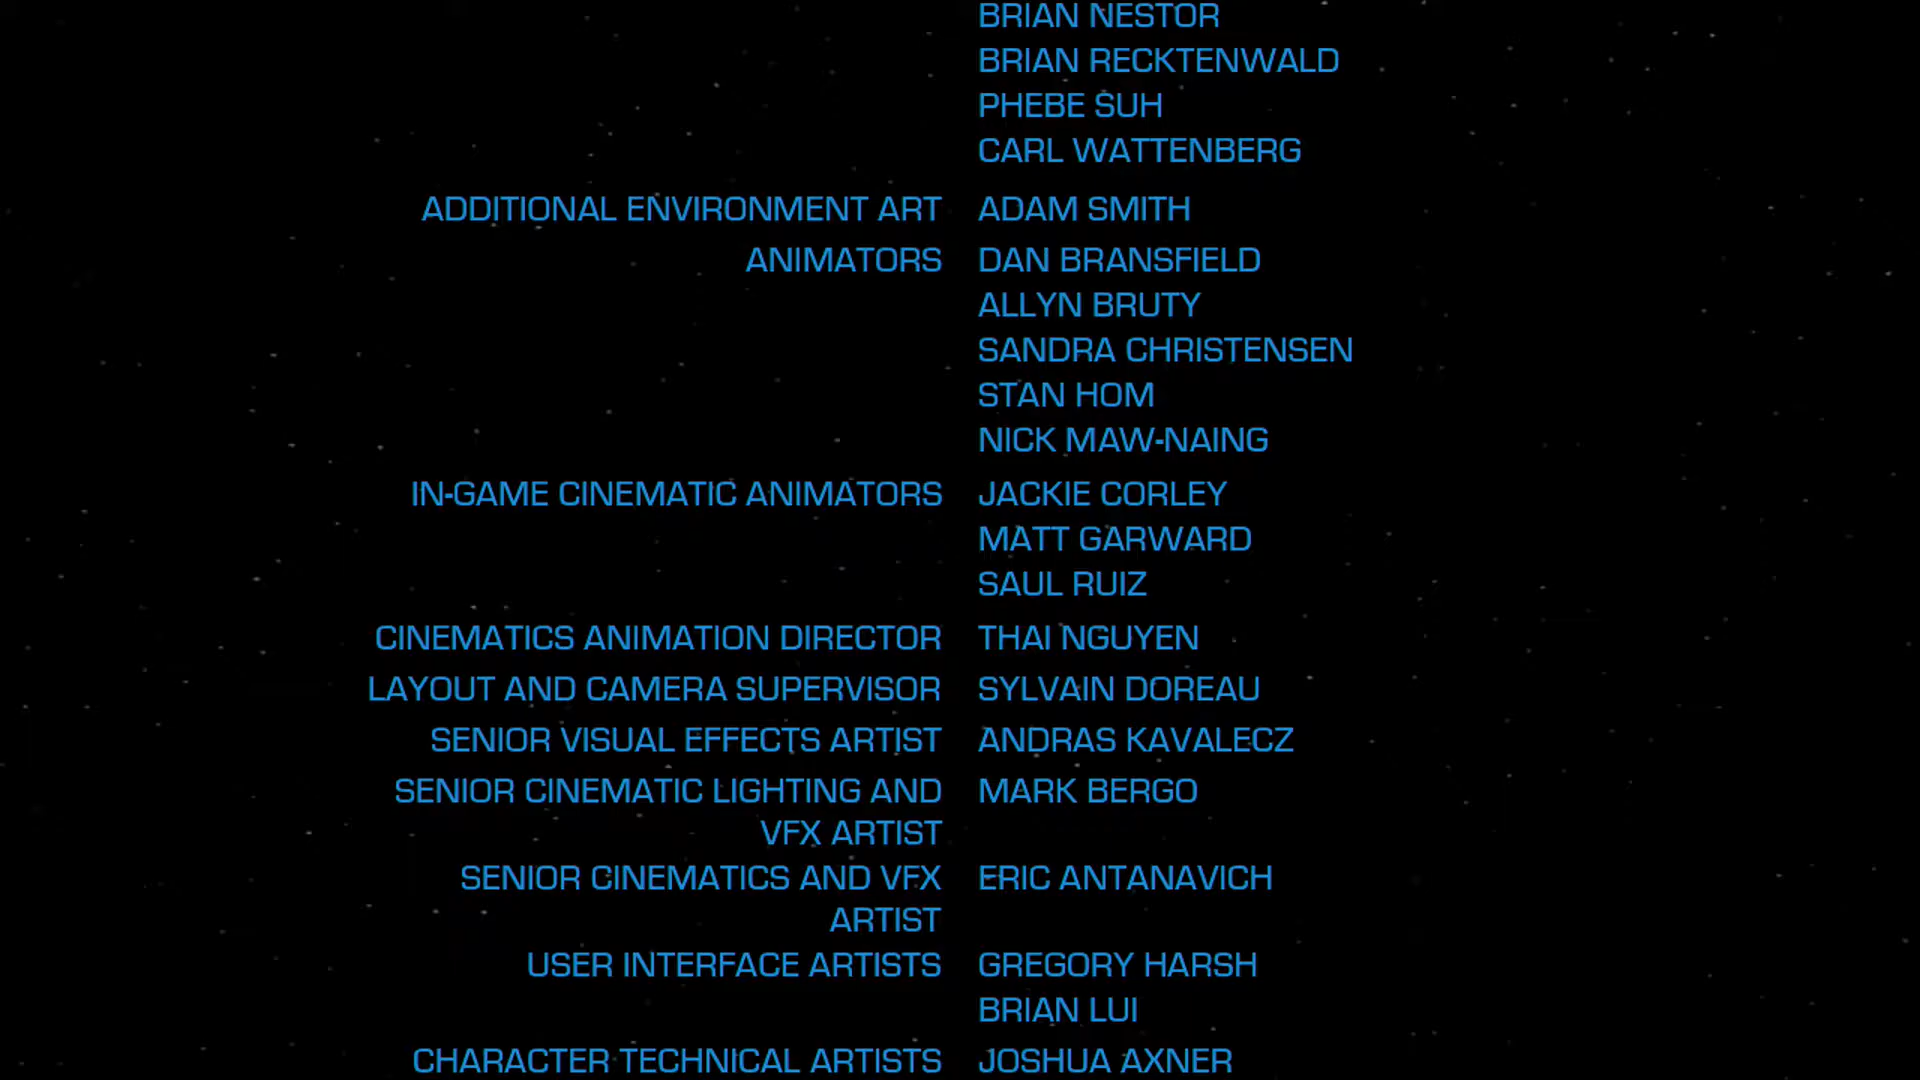 BRIAN NESTOR
BRIAN RECKTENWALD
PHEBE SUH
CARL WATTENBERG
ADDITIONAL ENVIRONMENT ART ADAM SMITH
ANIMATORS DAN BRANSFIELD
ALLYN BRUTY
SANDRA CHRISTENSEN
STAN HOM
NICK MAW-NAING
IN-GAME CINEMATIC ANIMATORS JACKIE CORLEY
MATT GARWARD
SAUL RUIZ
CINEMATICS ANIMATION DIRECTOR THAI NGUYEN
LAYOUT AND CAMERA SUPERVISOR SYLVAIN DOREAU
SENIOR VISUAL EFFECTS ARTIST ANDRAS KAVALECZ
SENIOR CINEMATIC LIGHTING AND MARK BERGO
VFX ARTIST
SENIOR CINEMATICS AND VFX ERIC ANTANAVICH
ARTIST
USER INTERFACE ARTISTS GREGORY HARSH
BRIAN LUI
CHARACTER TECHNICAL ARTISTS JOSHUA AXNER